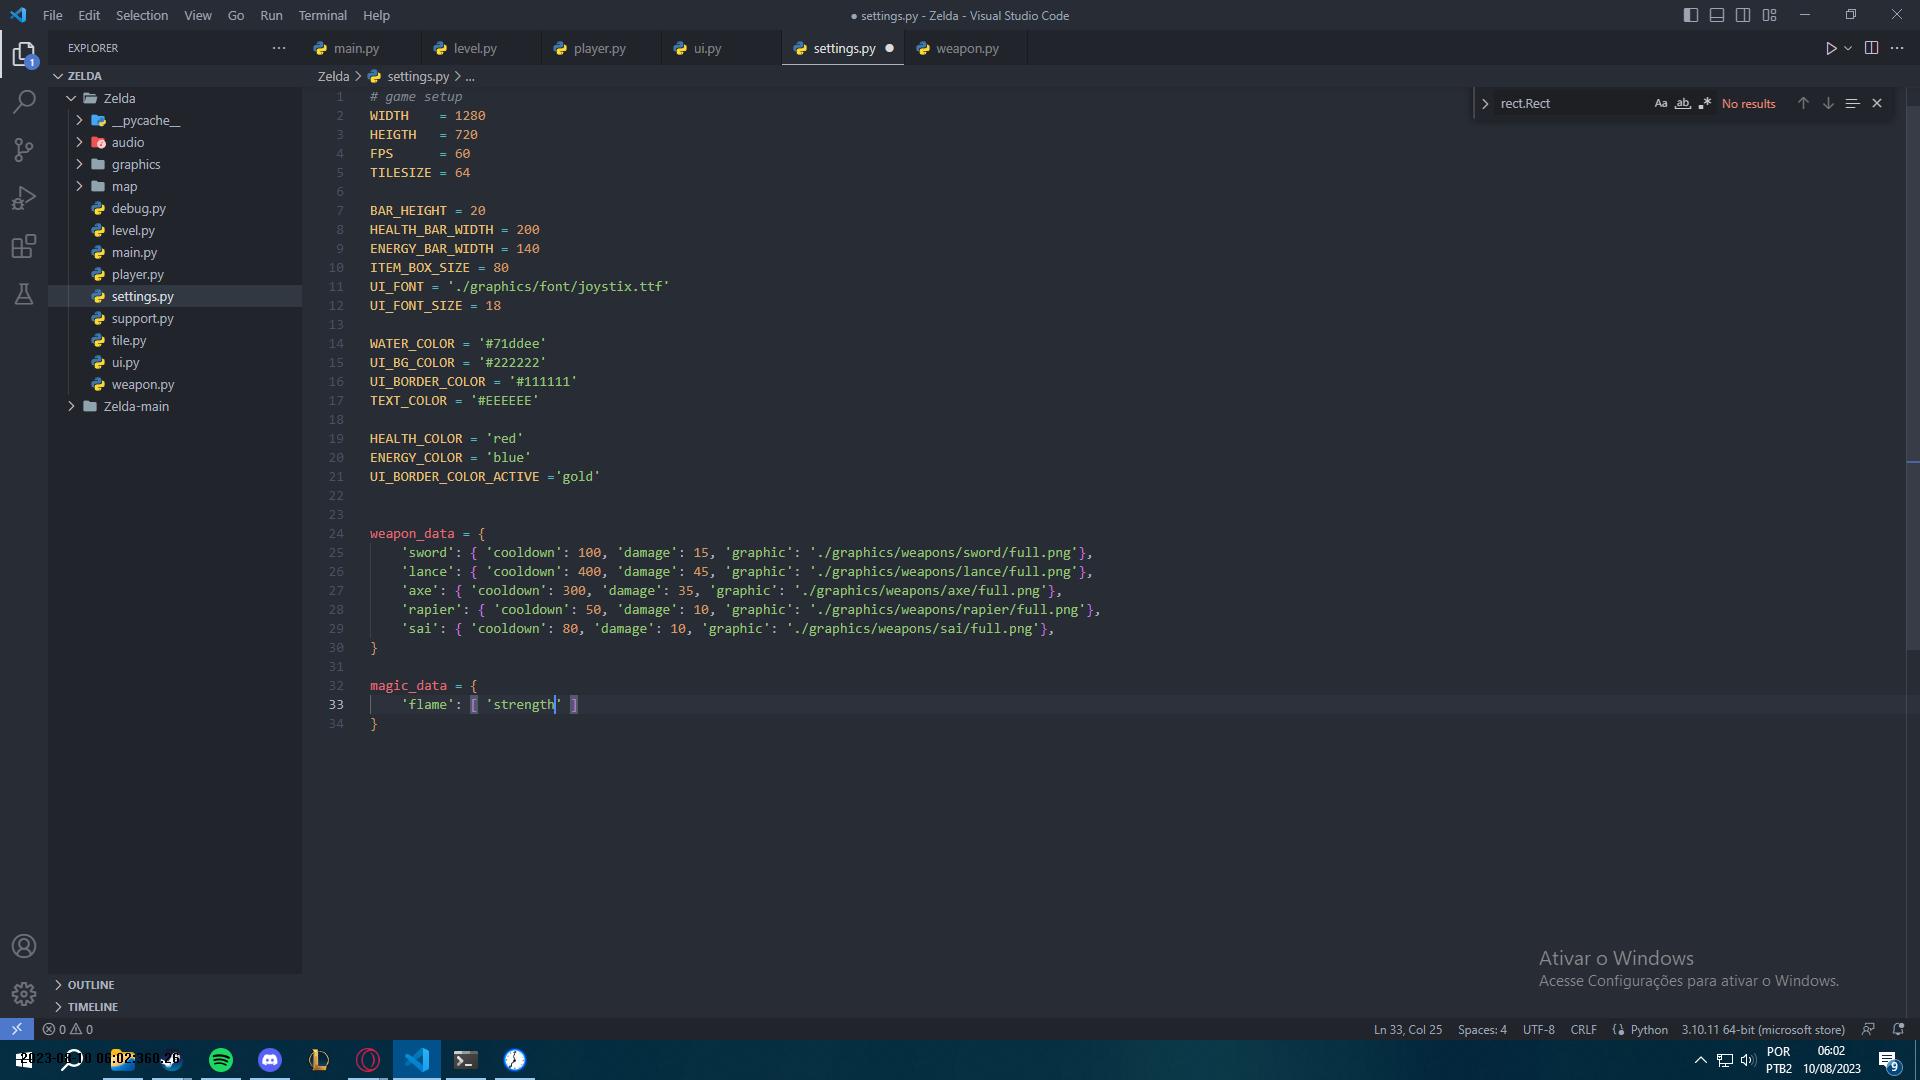 File Edit Selection View Go Run Terminal Help
● settings.py - Zelda - Visual Studio Code
EXPLORER
main.py
level.py
player.py
ui.py
settings.py
weapon.py
ZELDA
Zelda
__pycache__
audio
graphics
map
debug.py
level.py
main.py
player.py
settings.py
support.py
tile.py
ui.py
weapon.py
Zelda-main
OUTLINE
TIMELINE
Zelda > settings.py > ...
rect.Rect
Aa ab .* No results
1 # game setup
2 WIDTH    = 1280
3 HEIGTH   = 720
4 FPS      = 60
5 TILESIZE = 64
6
7 BAR_HEIGHT = 20
8 HEALTH_BAR_WIDTH = 200
9 ENERGY_BAR_WIDTH = 140
10 ITEM_BOX_SIZE = 80
11 UI_FONT = './graphics/font/joystix.ttf'
12 UI_FONT_SIZE = 18
13
14 WATER_COLOR = '#71ddee'
15 UI_BG_COLOR = '#222222'
16 UI_BORDER_COLOR = '#111111'
17 TEXT_COLOR = '#EEEEEE'
18
19 HEALTH_COLOR = 'red'
20 ENERGY_COLOR = 'blue'
21 UI_BORDER_COLOR_ACTIVE ='gold'
22
23
24 weapon_data = {
25     'sword': { 'cooldown': 100, 'damage': 15, 'graphic': './graphics/weapons/sword/full.png'},
26     'lance': { 'cooldown': 400, 'damage': 45, 'graphic': './graphics/weapons/lance/full.png'},
27     'axe': { 'cooldown': 300, 'damage': 35, 'graphic': './graphics/weapons/axe/full.png'},
28     'rapier': { 'cooldown': 50, 'damage': 10, 'graphic': './graphics/weapons/rapier/full.png'},
29     'sai': { 'cooldown': 80, 'damage': 10, 'graphic': './graphics/weapons/sai/full.png'},
30 }
31
32 magic_data = {
33     'flame': [ 'strength' ]
34 }
Ativar o Windows
Acesse Configurações para ativar o Windows.
0 0
Ln 33, Col 25 Spaces: 4 UTF-8 CRLF Python 3.10.11 64-bit (microsoft store)
POR
PTB2
06:02
10/08/2023
9